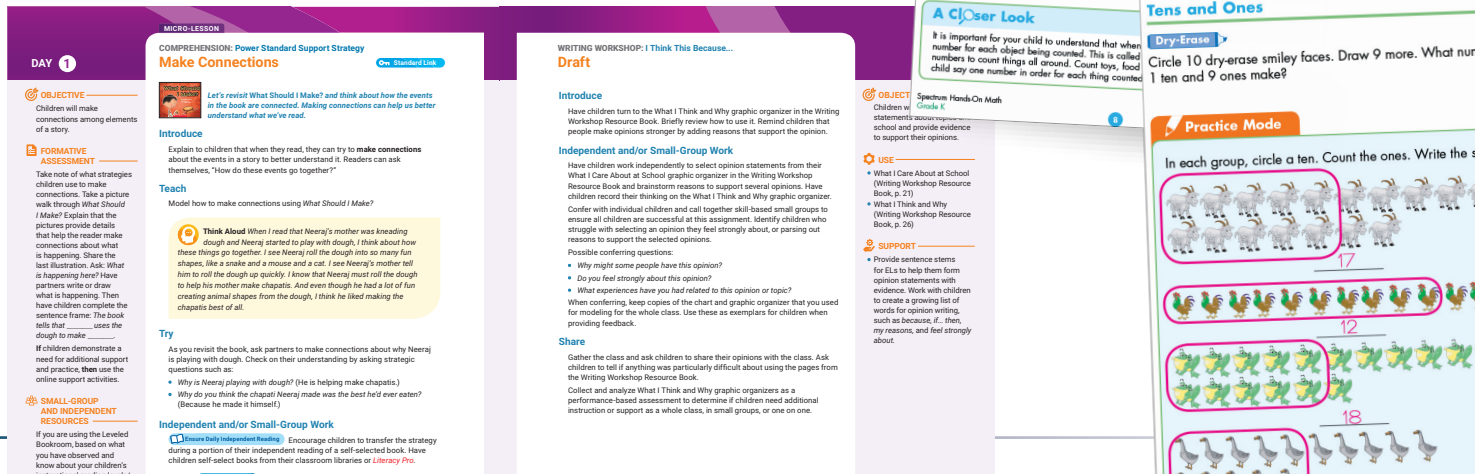 MICRO-LESSON
DAY 1
COMPREHENSION: Power Standard Support Strategy
Make Connections
Standard Link
OBJECTIVE
Children will make
connections among elements
of a story.
FORMATIVE
ASSESSMENT
Take note of what strategies
children use to make
connections. Take a picture
walk through What Should
I Make? Explain that the
pictures provide details
that help the reader make
connections about what
is happening. Share the
last illustration. Ask: What
is happening here? Have
partners write or draw
what is happening. Then
have children complete the
sentence frame: The book
tells that ______ uses the
dough to make ______.
If children demonstrate a
need for additional support
and practice, then use the
online support activities.
SMALL-GROUP
AND INDEPENDENT
RESOURCES
If you are using the Leveled
Bookroom, based on what
you have observed and
know about your children's
What Should I Make?
Let's revisit What Should I Make? and think about how the events
in the book are connected. Making connections can help us better
understand what we've read.
Introduce
Explain to children that when they read, they can try to make connections
about the events in a story to better understand it. Readers can ask
themselves, "How do these events go together?"
Teach
Model how to make connections using What Should I Make?
Think Aloud When I read that Neeraj's mother was kneading
dough and Neeraj started to play with dough, I think about how
these things go together. I see Neeraj roll the dough into so many fun
shapes, like a snake and a mouse and a cat. I see Neeraj's mother tell
him to roll the dough up quickly. I know that Neeraj must roll the dough
to help his mother make chapatis. And even though he had a lot of fun
creating animal shapes from the dough, I think he liked making the
chapatis best of all.
Try
As you revisit the book, ask partners to make connections about why Neeraj
is playing with dough. Check on their understanding by asking strategic
questions such as:
• Why is Neeraj playing with dough? (He is helping make chapatis.)
• Why do you think the chapati Neeraj made was the best he'd ever eaten?
(Because he made it himself.)
Independent and/or Small-Group Work
Ensure Daily Independent Reading Encourage children to transfer the strategy
during a portion of their independent reading of a self-selected book. Have
children self-select books from their classroom libraries or Literacy Pro.
WRITING WORKSHOP: I Think This Because...
Draft
Introduce
Have children turn to the What I Think and Why graphic organizer in the Writing
Workshop Resource Book. Briefly review how to use it. Remind children that
people make opinions stronger by adding reasons that support the opinion.
Independent and/or Small-Group Work
Have children work independently to select opinion statements from their
What I Care About at School graphic organizer in the Writing Workshop
Resource Book and brainstorm reasons to support several opinions. Have
children record their thinking on the What I Think and Why graphic organizer.
Confer with individual children and call together skill-based small groups to
ensure all children are successful at this assignment. Identify children who
struggle with selecting an opinion they feel strongly about, or parsing out
reasons to support the selected opinions.
Possible conferring questions:
• Why might some people have this opinion?
• Do you feel strongly about this opinion?
• What experiences have you had related to this opinion or topic?
When conferring, keep copies of the chart and graphic organizer that you used
for modeling for the whole class. Use these as exemplars for children when
providing feedback.
Share
Gather the class and ask children to share their opinions with the class. Ask
children to tell if anything was particularly difficult about using the pages from
the Writing Workshop Resource Book.
Collect and analyze What I Think and Why graphic organizers as a
performance-based assessment to determine if children need additional
instruction or support as a whole class, in small groups, or one on one.
OBJECT
Children
statements about
school and provide evidence
to support their opinions.
USE
• What I Care About at School
(Writing Workshop Resource
Book, p. 21)
• What I Think and Why
(Writing Workshop Resource
Book, p. 26)
SUPPORT
• Provide sentence stems
for ELs to help them form
opinion statements with
evidence. Work with children
to create a growing list of
words for opinion writing,
such as because, if... then,
my reasons, and feel strongly
about.
A Closer Look
It is important for your child to understand that when
number for each object being counted. This is called
numbers to count things all around. Count toys, food
child say one number in order for each thing counted
Spectrum Hands-On Math
Grade K
8
Tens and Ones
Dry-Erase
Circle 10 dry-erase smiley faces. Draw 9 more. What
1 ten and 9 ones make?
Practice Mode
In each group, circle a ten. Count the ones. Write the
17
12
18